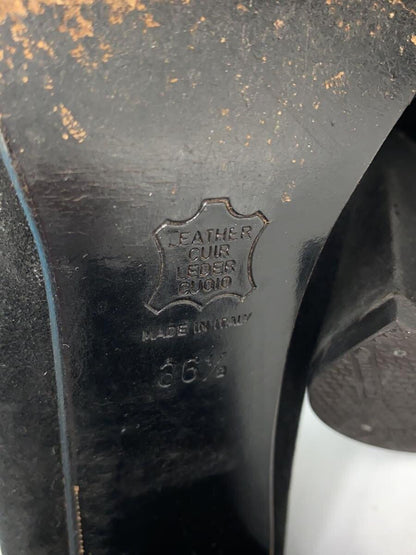 LEATHER
CUIR
LEDER
CUOIO
MADE IN ITALY
36½